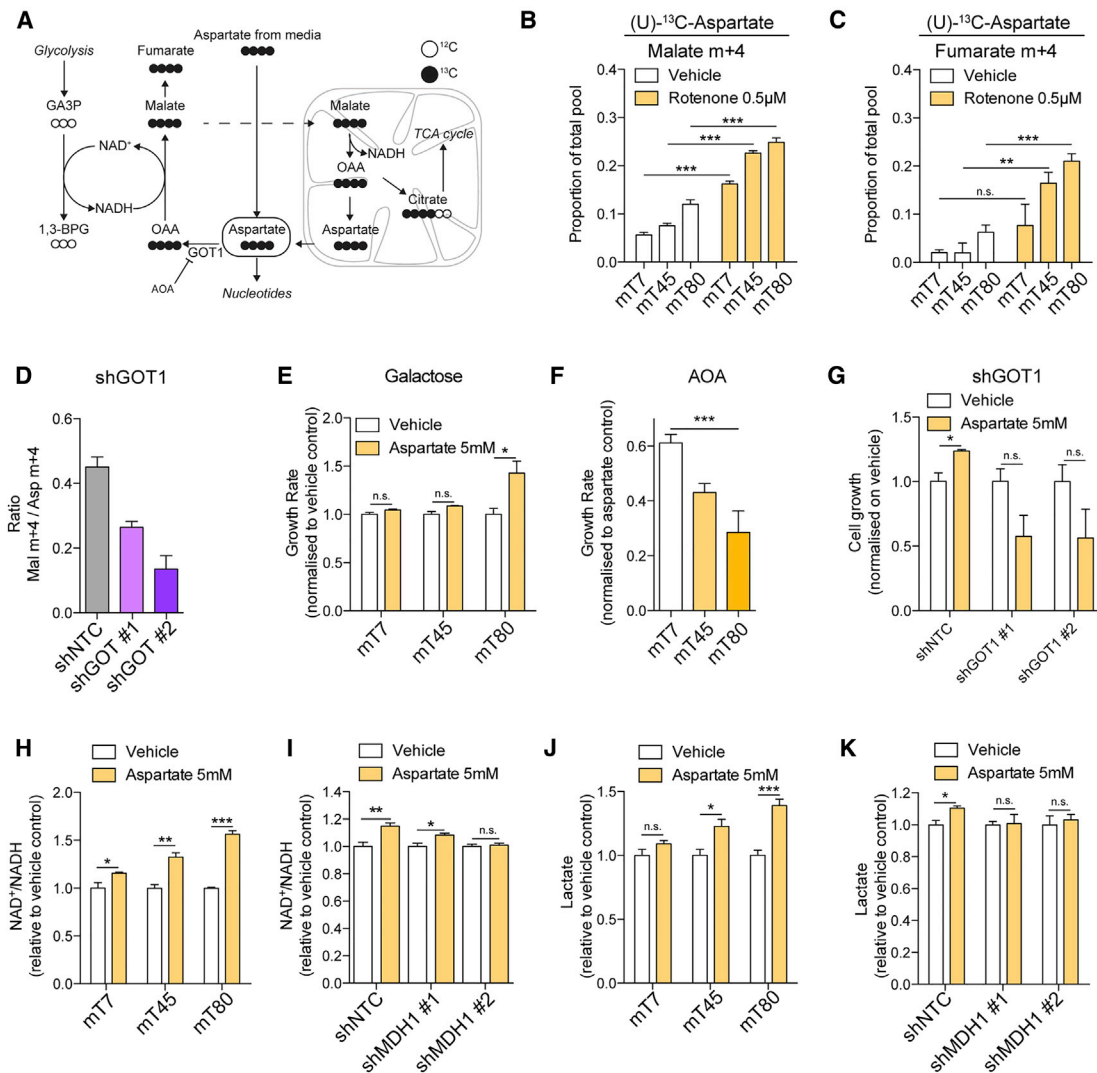 A
Glycolysis
GA3P
1,3-BPG
NAD⁺
NADH
Fumarate
Malate
OAA
GOT1
AOA
Aspartate from media
Aspartate
Nucleotides
¹²C
¹³C
Malate
NADH
OAA
Aspartate
TCA cycle
Citrate
B
(U)-¹³C-Aspartate
Malate m+4
Vehicle
Rotenone 0.5µM
Proportion of total pool
0.4
0.3
0.2
0.1
0.0
***
***
***
mT7
mT45
mT80
mT7
mT45
mT80
C
(U)-¹³C-Aspartate
Fumarate m+4
Vehicle
Rotenone 0.5µM
Proportion of total pool
0.4
0.3
0.2
0.1
0.0
***
**
n.s.
mT7
mT45
mT80
mT7
mT45
mT80
D
shGOT1
Ratio
Mal m+4 / Asp m+4
0.6
0.4
0.2
0.0
shNTC
shGOT #1
shGOT #2
E
Galactose
Vehicle
Aspartate 5mM
Growth Rate
(normalised to vehicle control)
2.0
1.5
1.0
0.5
0.0
n.s.
n.s.
*
mT7
mT45
mT80
F
AOA
Growth Rate
(normalized to aspartate control)
0.6
0.4
0.2
0.0
***
mT7
mT45
mT80
G
shGOT1
Vehicle
Aspartate 5mM
Cell growth
(normalised on vehicle)
1.5
1.0
0.5
0.0
*
n.s.
n.s.
shNTC
shGOT1 #1
shGOT1 #2
H
Vehicle
Aspartate 5mM
NAD⁺/NADH
(relative to vehicle control)
2.0
1.5
1.0
0.5
0.0
*
**
***
mT7
mT45
mT80
I
Vehicle
Aspartate 5mM
NAD⁺/NADH
(relative to vehicle control)
1.4
1.2
1.0
0.8
0.6
0.4
0.2
0.0
**
*
n.s.
shNTC
shMDH1 #1
shMDH1 #2
J
Vehicle
Aspartate 5mM
Lactate
(relative to vehicle control)
1.5
1.0
0.5
0.0
n.s.
*
***
mT7
mT45
mT80
K
Vehicle
Aspartate 5mM
Lactate
(relative to vehicle control)
1.2
1.0
0.8
0.6
0.4
0.2
0.0
*
n.s.
n.s.
shNTC
shMDH1 #1
shMDH1 #2